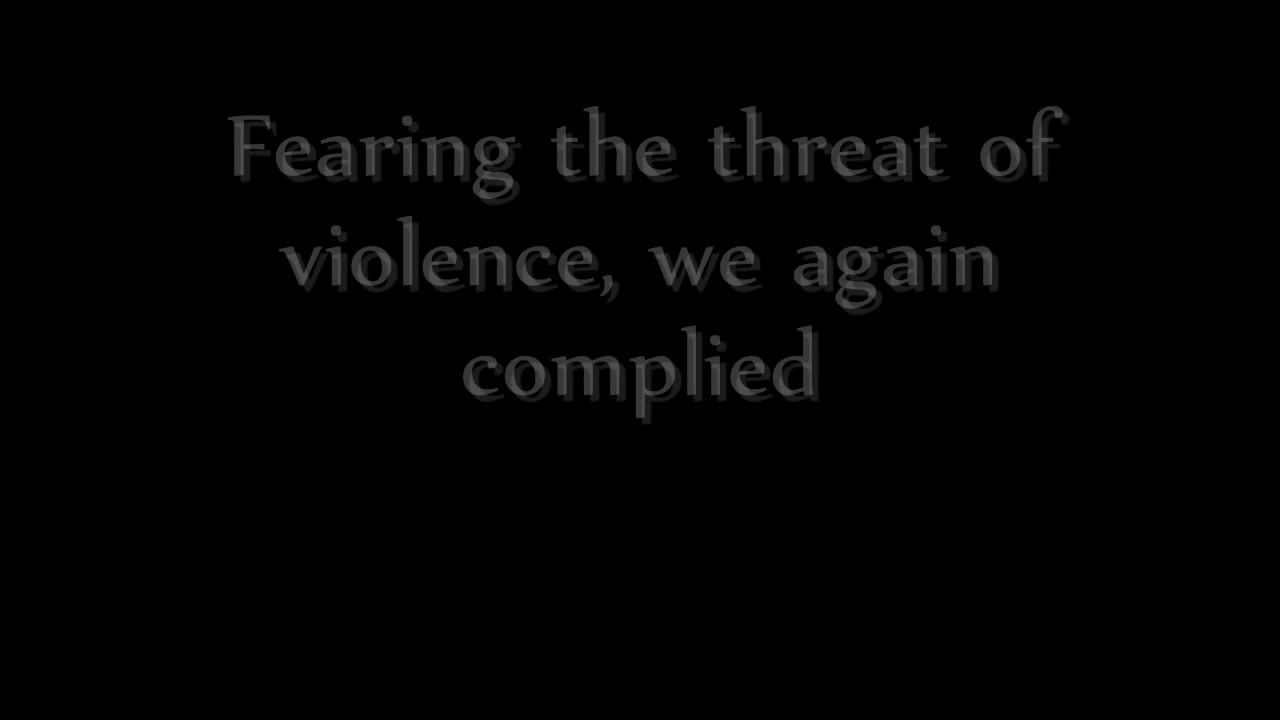 Fearing the threat of
violence, we again
complied